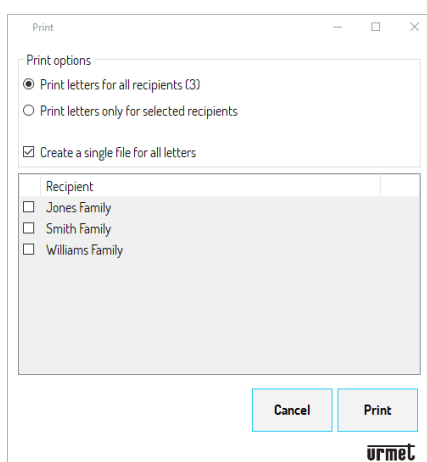 Print
Print options
Print letters for all recipients (3)
Print letters only for selected recipients
Create a single file for all letters
Recipient
Jones Family
Smith Family
Williams Family
Cancel Print
urmet